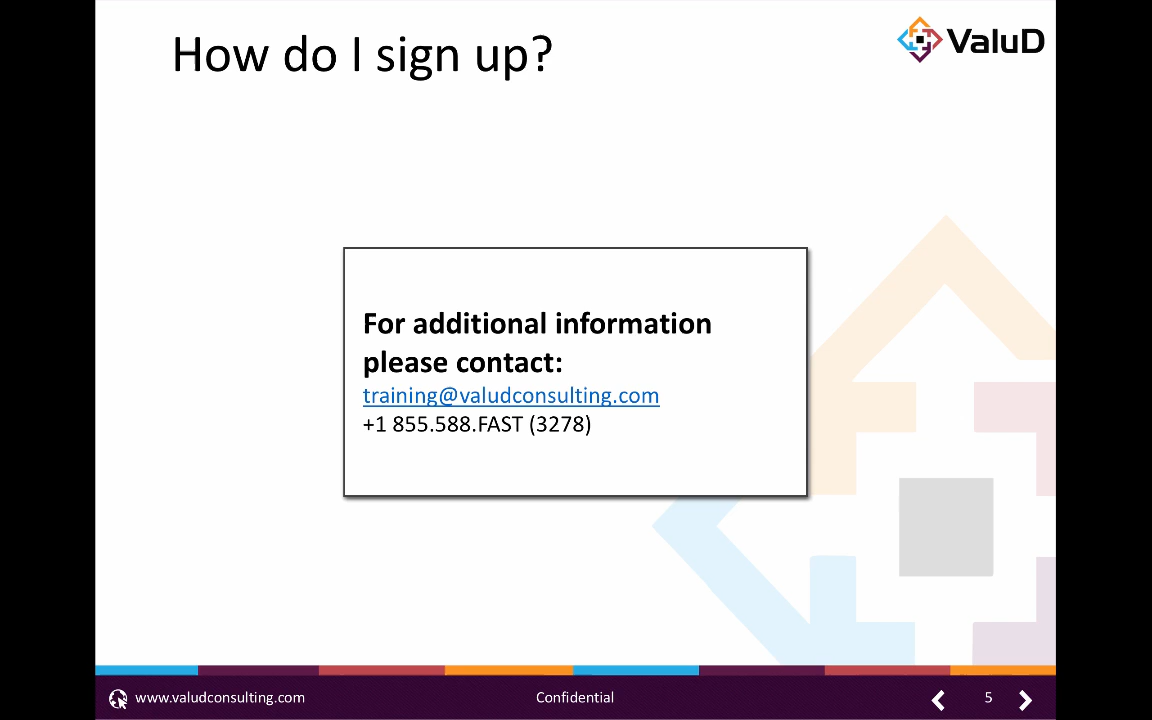 How do I sign up?
ValuD
For additional information
please contact:
training@valudconsulting.com
+1 855.588.FAST (3278)
www.valudconsulting.com
Confidential
5